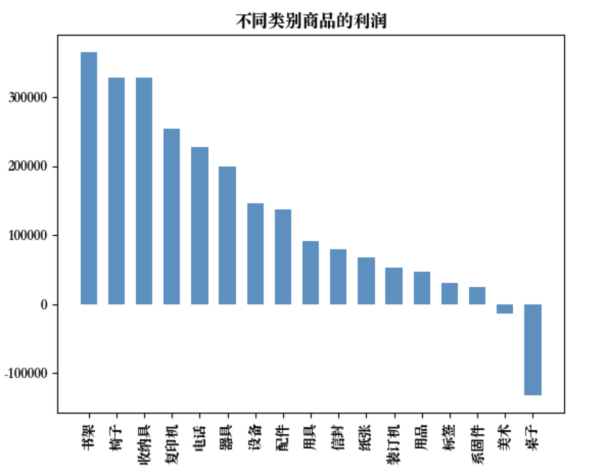 不同类别商品的利润
300000
200000
100000
0
-100000
书架
椅子
收纳具
复印机
电话
器具
设备
配件
用具
信封
纸张
装订机
用品
标签
系固件
美术
桌子